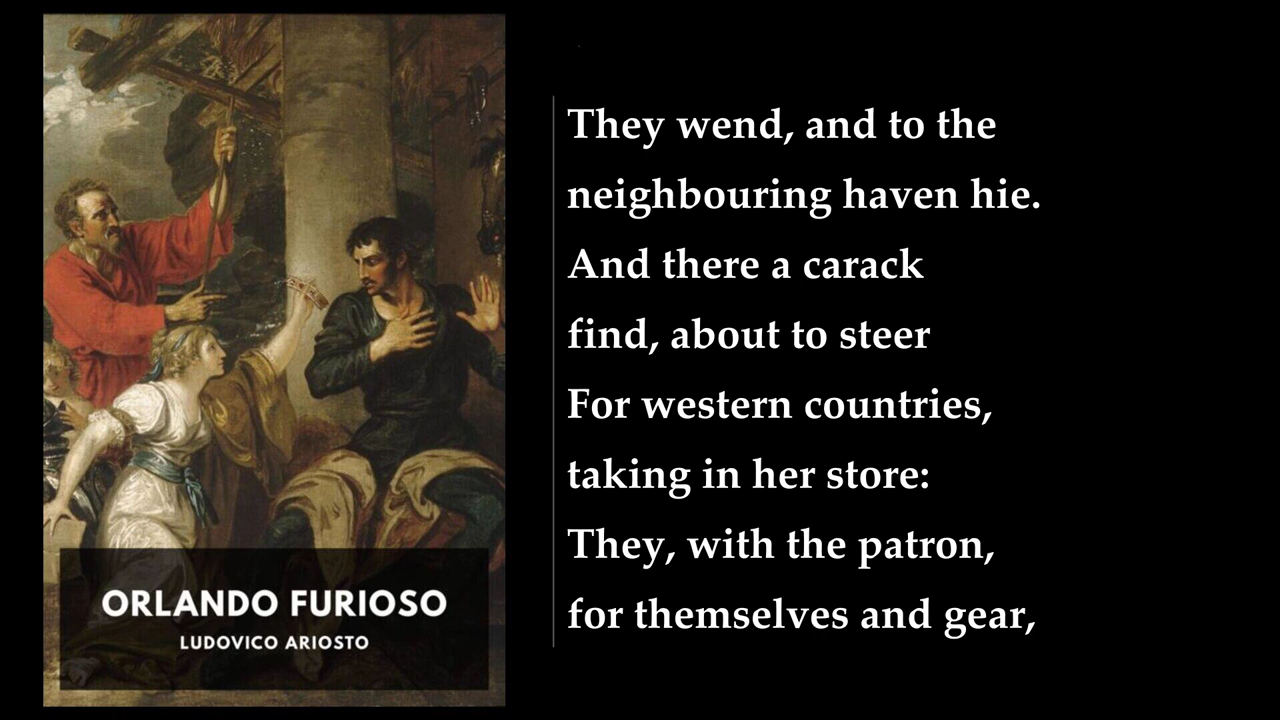 ORLANDO FURIOSO
LUDOVICO ARIOSTO
They wend, and to the
neighbouring haven hie.
And there a carack
find, about to steer
For western countries,
taking in her store:
They, with the patron,
for themselves and gear,